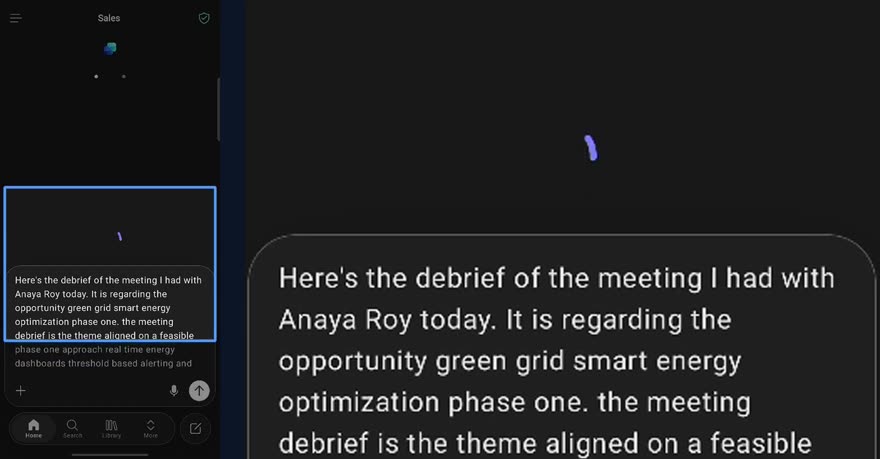 Sales
Here's the debrief of the meeting I had with
Anaya Roy today. It is regarding the
opportunity green grid smart energy
optimization phase one. the meeting
debrief is the theme aligned on a feasible
phase one approach real time energy
dashboards threshold based alerting and
Home
Search
Library
More
Here's the debrief of the meeting I had with
Anaya Roy today. It is regarding the
opportunity green grid smart energy
optimization phase one. the meeting
debrief is the theme aligned on a feasible